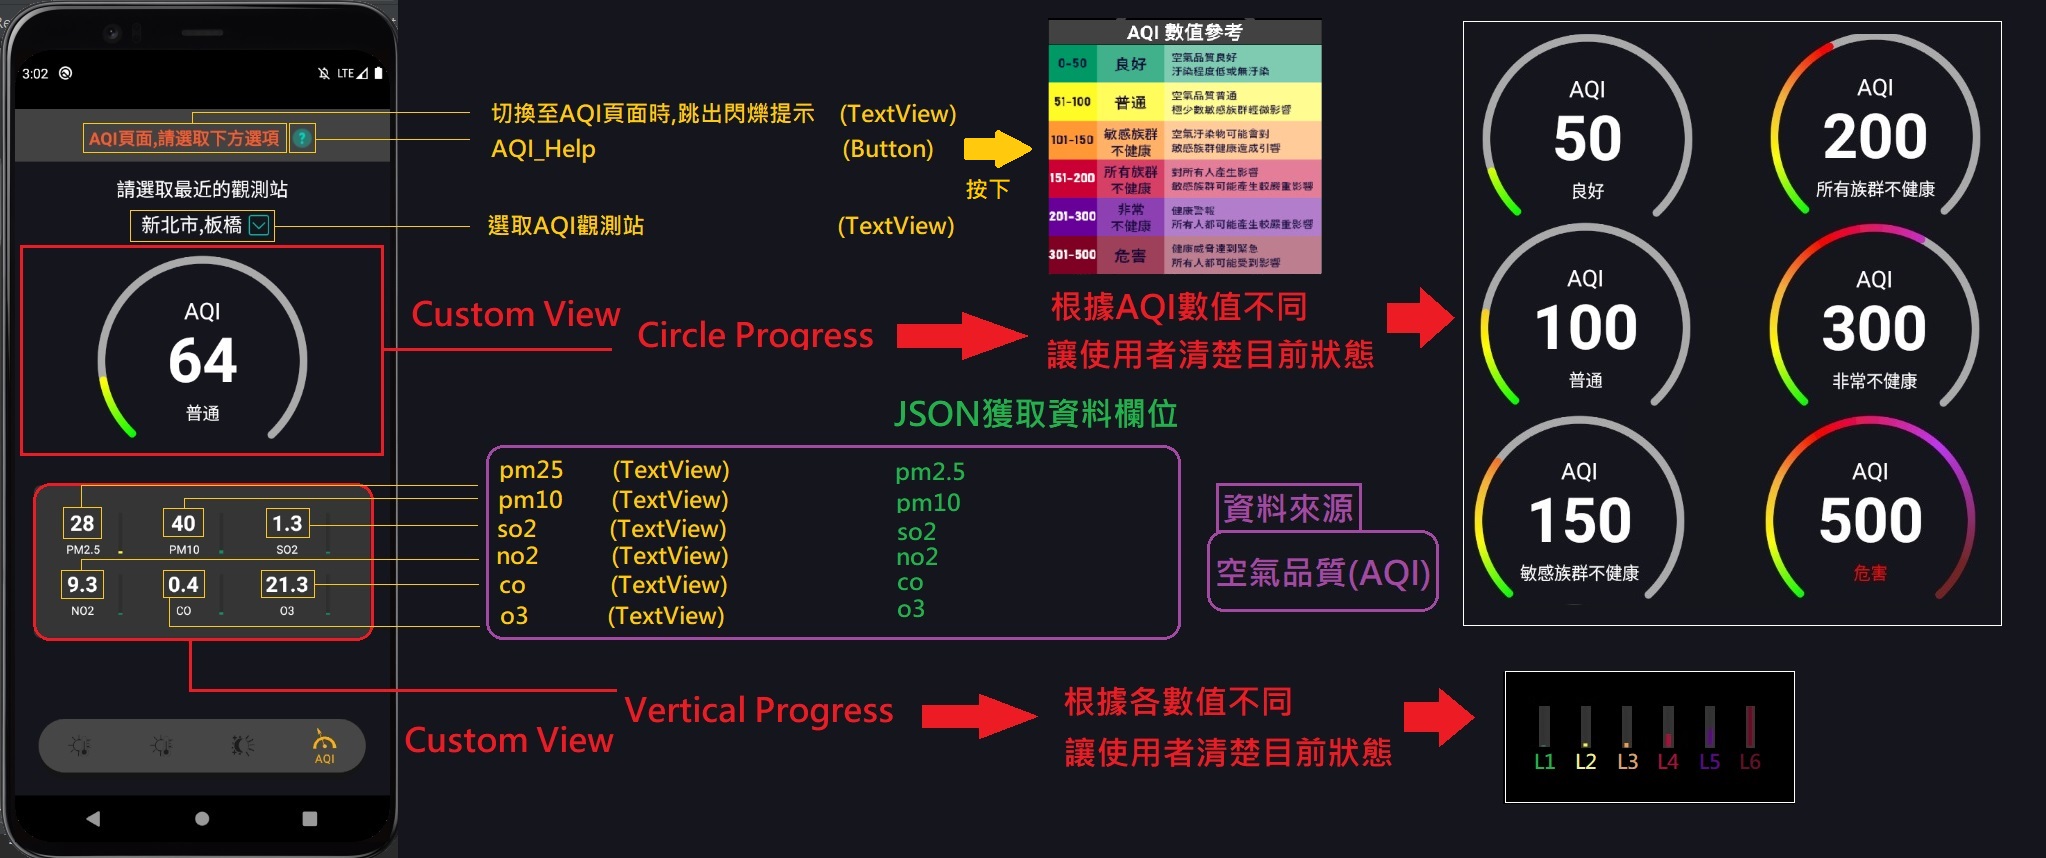 3:02
LTE
AQI頁面,請選取下方選項
?
請選取最近的觀測站
新北市,板橋
AQI
64
普通
28
PM2.5
40
PM10
1.3
SO2
9.3
NO2
0.4
CO
21.3
O3
AQI
切換至AQI頁面時,跳出閃爍提示 (TextView)
AQI_Help (Button)
按下
選取AQI觀測站 (TextView)
AQI 數值參考
0-50 良好 空氣品質良好
汙染程度低或無汙染
51-100 普通 空氣品質普通
極少數敏感族群輕微影響
101-150 敏感族群
不健康
空氣汙染物可能會對
敏感族群健康造成引響
151-200 所有族群
不健康
對所有人產生影響
敏感族群可能產生較嚴重影響
201-300 非常
不健康
健康警報
所有人都可能產生較嚴重影響
301-500 危害 健康威脅達到緊急
所有人都可能受到影響
Custom View
Circle Progress
根據AQI數值不同
讓使用者清楚目前狀態
JSON獲取資料欄位
pm25 (TextView) pm2.5
pm10 (TextView) pm10
so2 (TextView) so2
no2 (TextView) no2
co (TextView) co
o3 (TextView) o3
資料來源
空氣品質(AQI)
Custom View
Vertical Progress
根據各數值不同
讓使用者清楚目前狀態
AQI
50
良好
AQI
200
所有族群不健康
AQI
100
普通
AQI
300
非常不健康
AQI
150
敏感族群不健康
AQI
500
危害
L1 L2 L3 L4 L5 L6